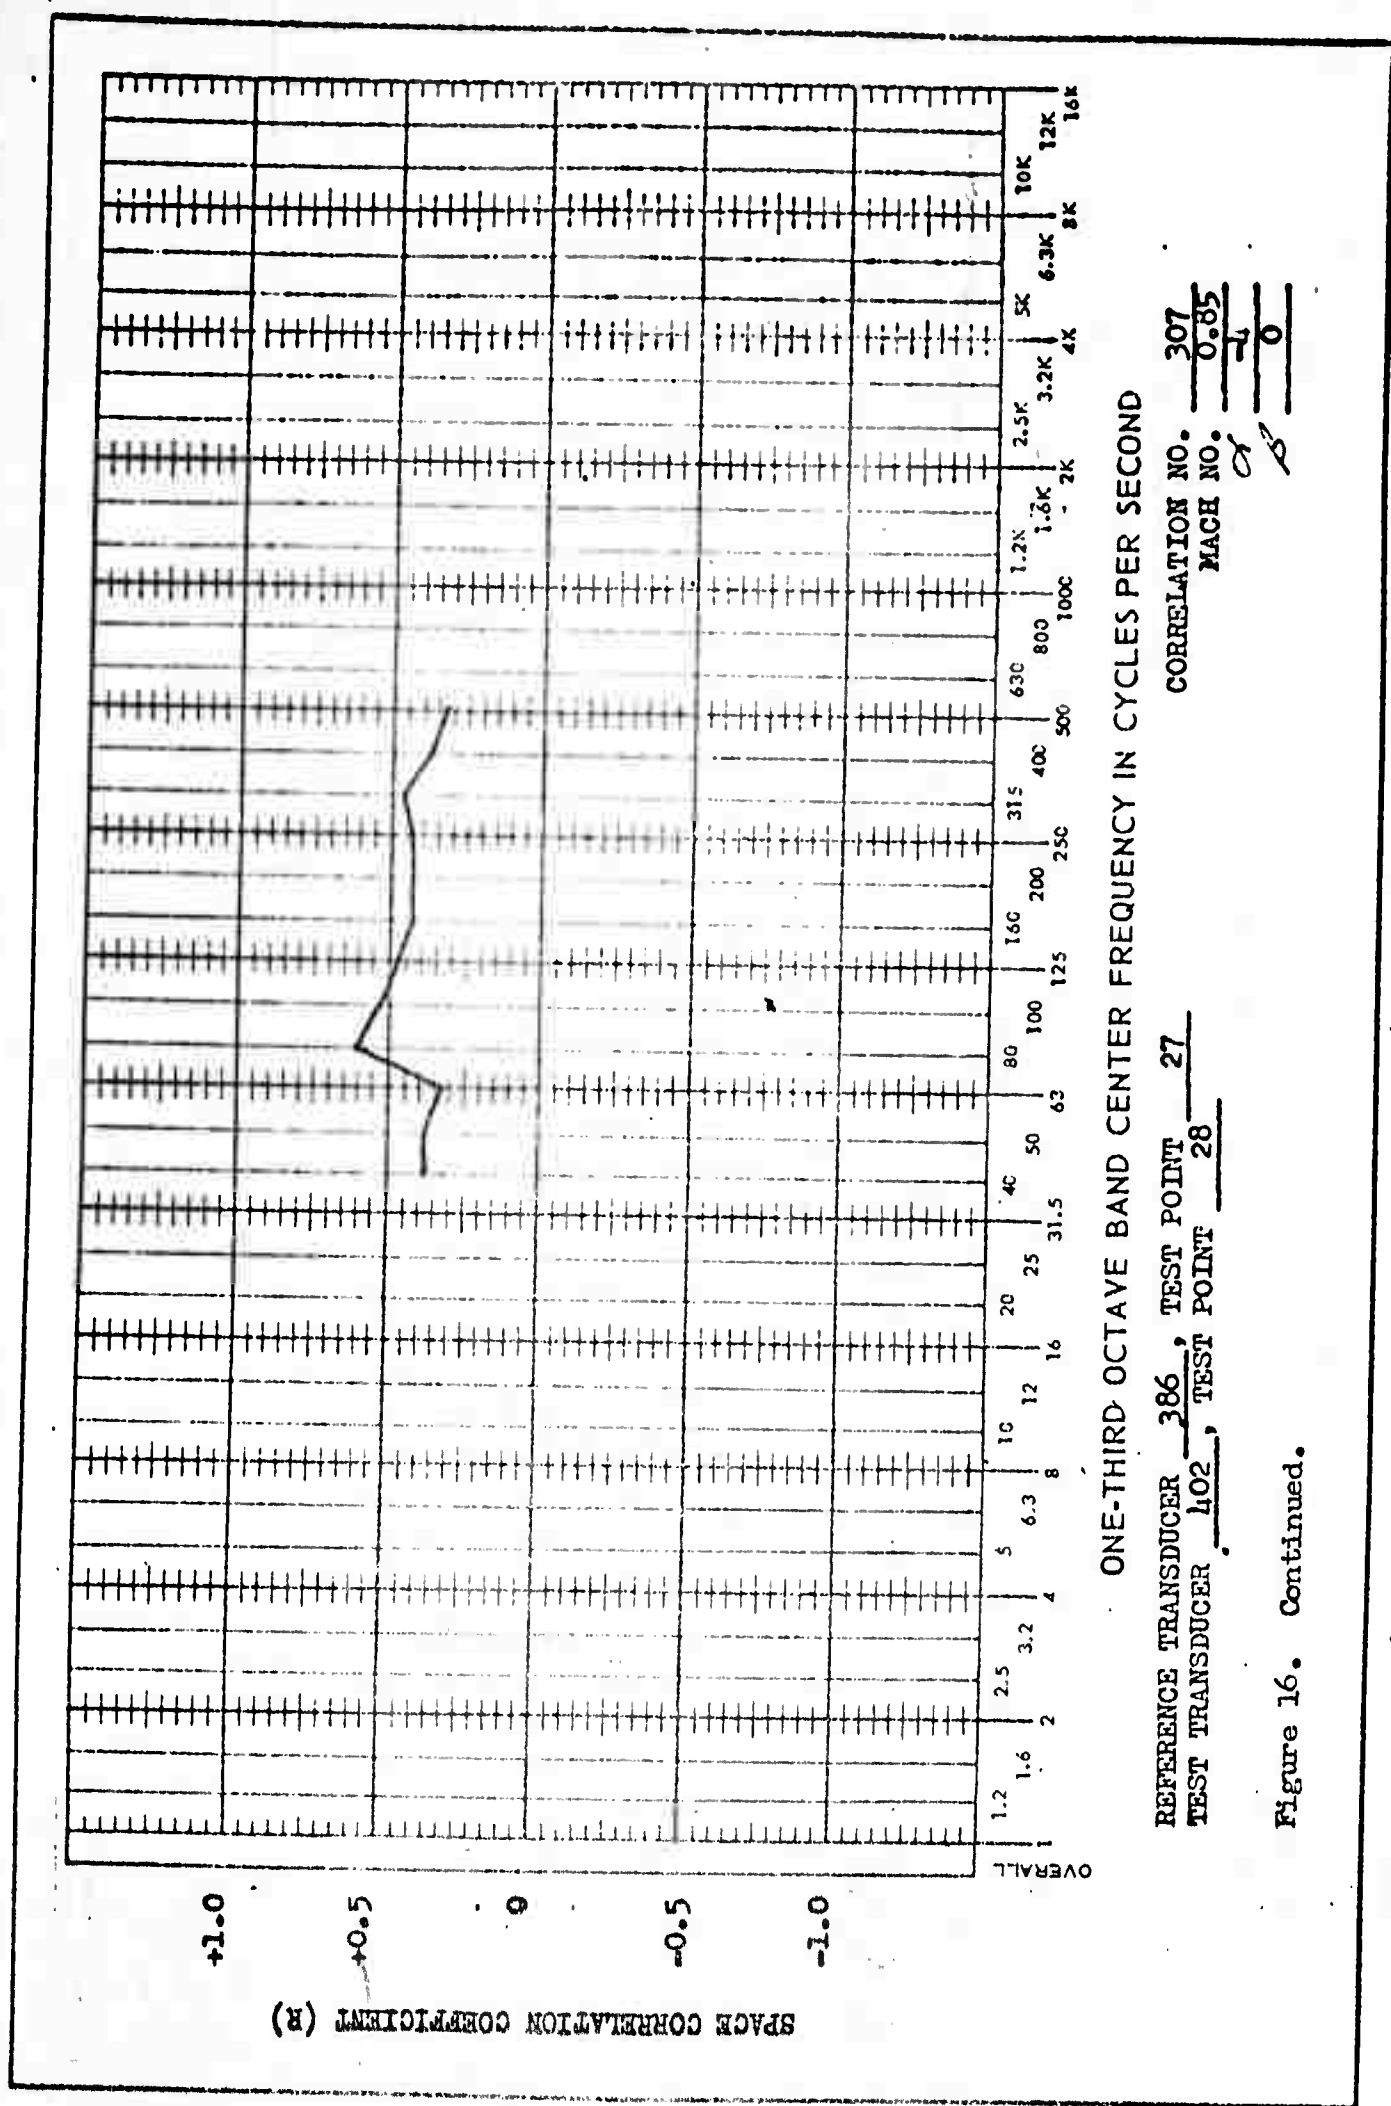 SPACE CORRELATION COEFFICIENT (R)
+1.0
+0.5
0
-0.5
-1.0
OVERALL
1 1.2 1.6 2 2.5 3.2 4 5 6.3 8 10 12 16 20 25 31.5 40 50 63 80 100 125 160 200 250 315 400 500 630 800 1000 1.2K 1.6K 2K 2.5K 3.2K 4K 5K 6.3K 8K 10K 12K 16K
ONE-THIRD OCTAVE BAND CENTER FREQUENCY IN CYCLES PER SECOND
REFERENCE TRANSDUCER 386, TEST POINT 27
TEST TRANSDUCER 402, TEST POINT 28
CORRELATION NO. 307
MACH NO. 0.85
α -4
β 0
Figure 16. Continued.